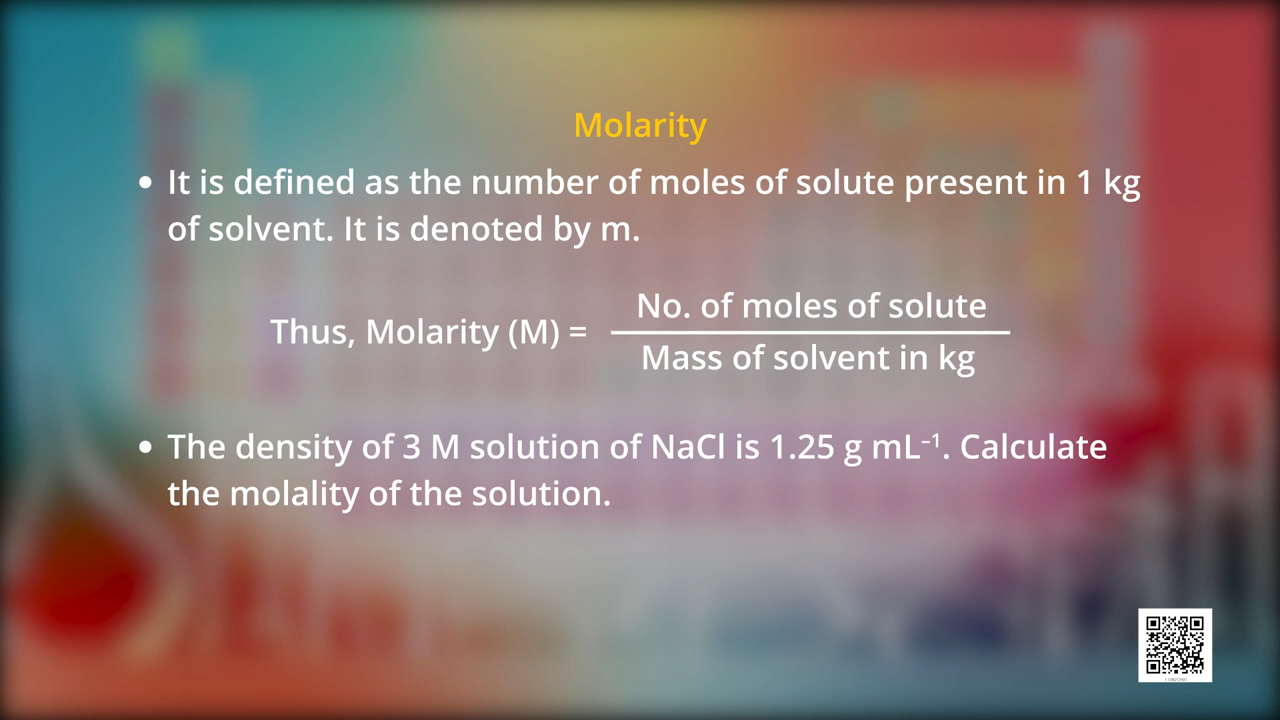 Molarity
• It is defined as the number of moles of solute present in 1 kg
of solvent. It is denoted by m.
Thus, Molarity (M) = No. of moles of solute
Mass of solvent in kg
• The density of 3 M solution of NaCl is 1.25 g mL⁻¹. Calculate
the molality of the solution.